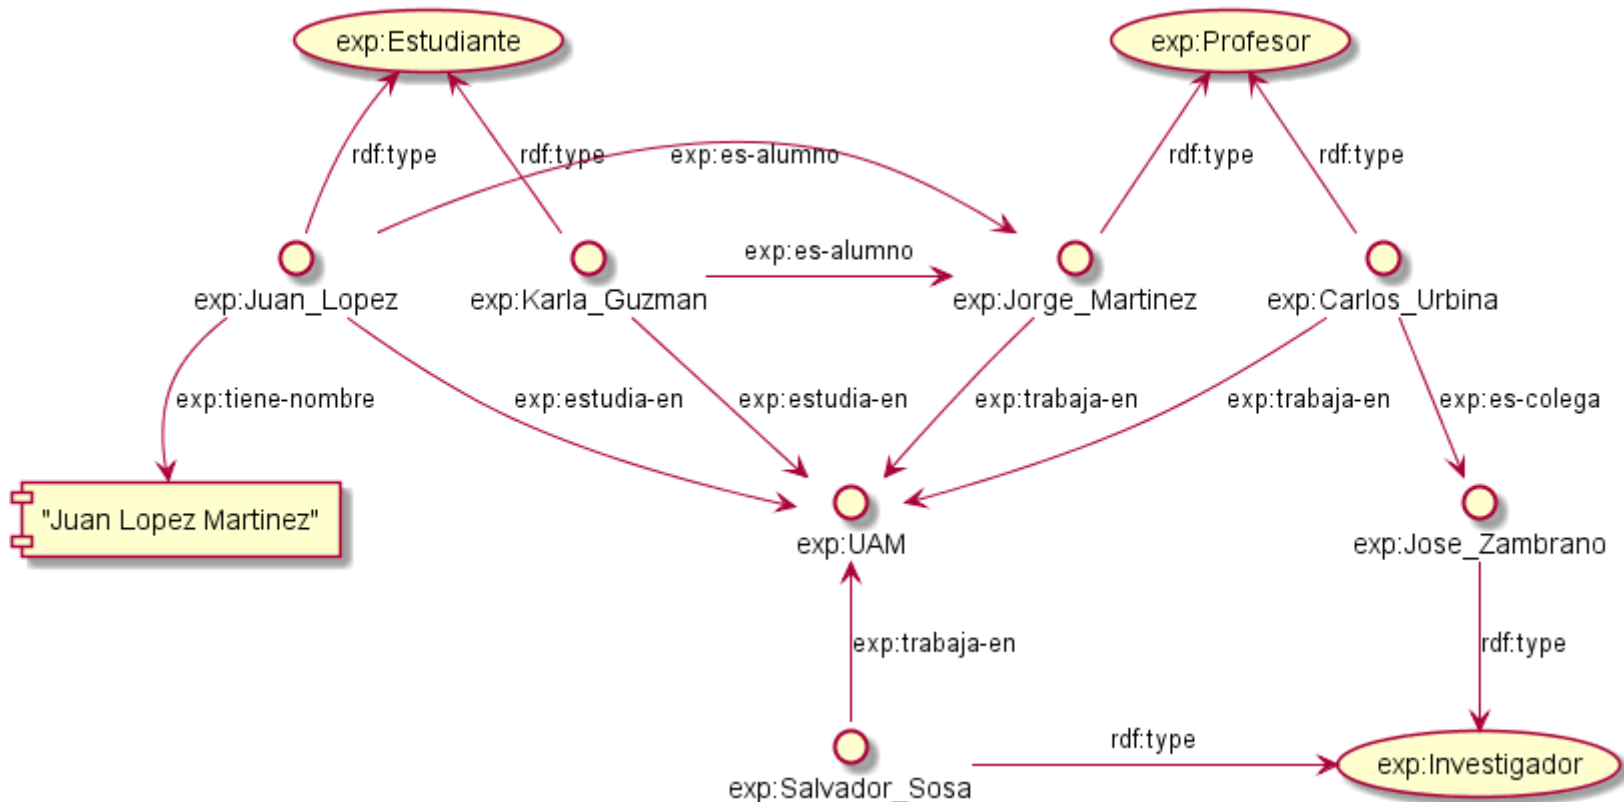 exp:Estudiante
exp:Profesor
rdf:type
rdf:type
exp:es-alumno
rdf:type
rdf:type
exp:es-alumno
exp:Juan_Lopez
exp:Karla_Guzman
exp:Jorge_Martinez
exp:Carlos_Urbina
exp:tiene-nombre
exp:estudia-en
exp:estudia-en
exp:trabaja-en
exp:trabaja-en
exp:es-colega
"Juan Lopez Martinez"
exp:UAM
exp:Jose_Zambrano
exp:trabaja-en
rdf:type
rdf:type
exp:Investigador
exp:Salvador_Sosa